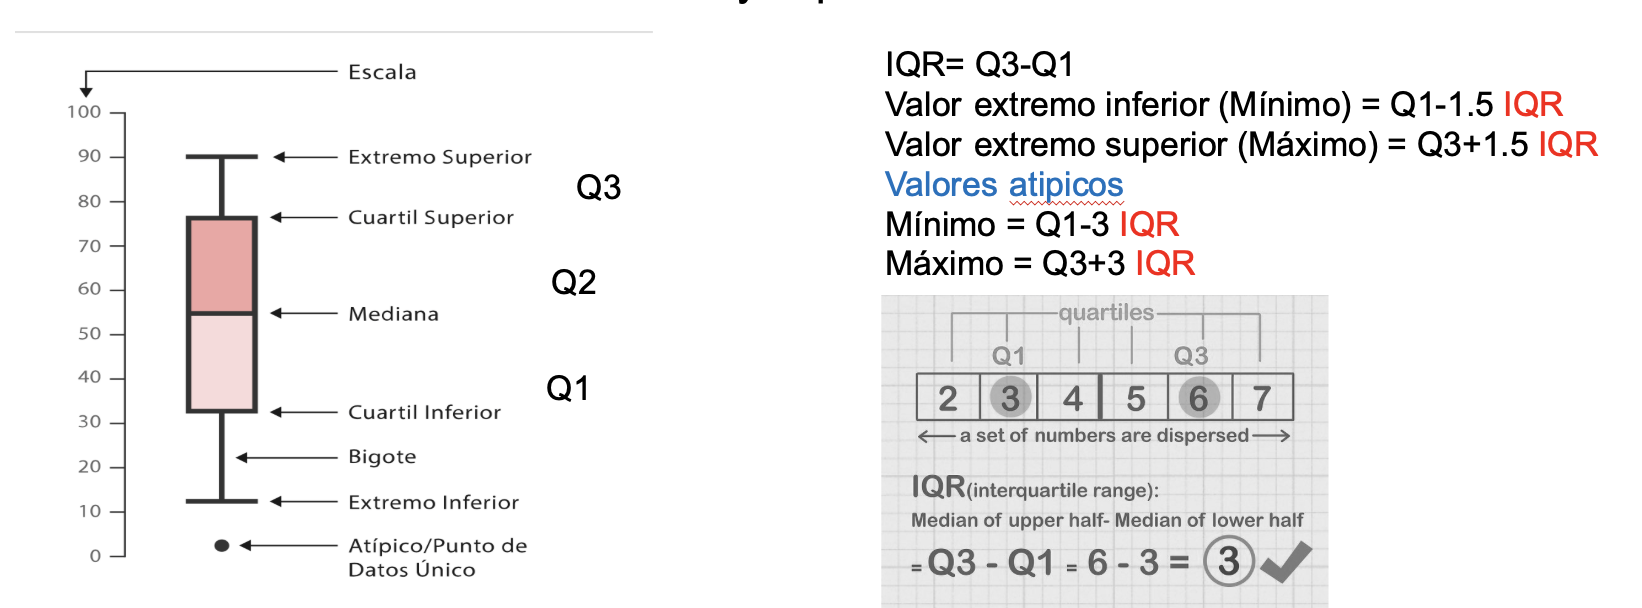 Escala
100
90
Extremo Superior
Q3
80
Cuartil Superior
70
Q2
60
Mediana
50
40
Q1
Cuartil Inferior
30
Bigote
20
Extremo Inferior
10
0
Atípico/Punto de
Datos Único
IQR= Q3-Q1
Valor extremo inferior (Mínimo) = Q1-1.5 IQR
Valor extremo superior (Máximo) = Q3+1.5 IQR
Valores atipicos
Mínimo = Q1-3 IQR
Máximo = Q3+3 IQR
quartiles
Q1 Q3
2 3 4 5 6 7
a set of numbers are dispersed
IQR(interquartile range):
Median of upper half- Median of lower half
= Q3 - Q1 = 6 - 3 = 3